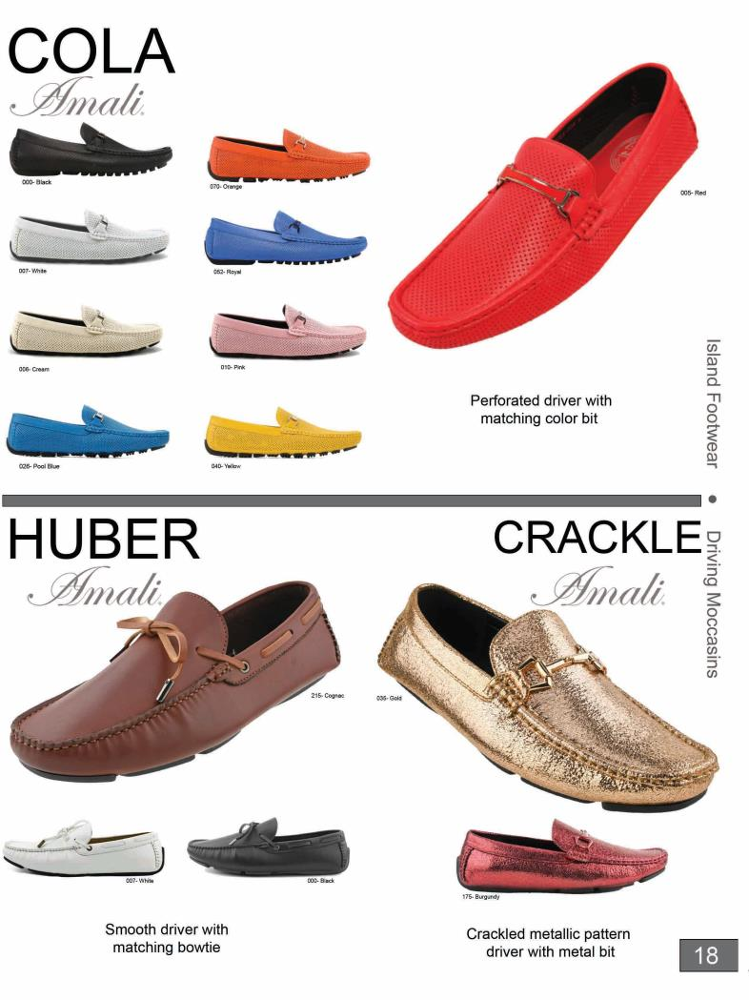 COLA
Amali.
000- Black
070- Orange
005- Red
007- White
052- Royal
006- Cream
010- Pink
026- Pool Blue
040- Yellow
Perforated driver with
matching color bit
Island Footwear • Driving Moccasins
HUBER
Amali.
215- Cognac
007- White
000- Black
Smooth driver with
matching bowtie
CRACKLE
Amali.
035- Gold
175- Burgundy
Crackled metallic pattern
driver with metal bit
18